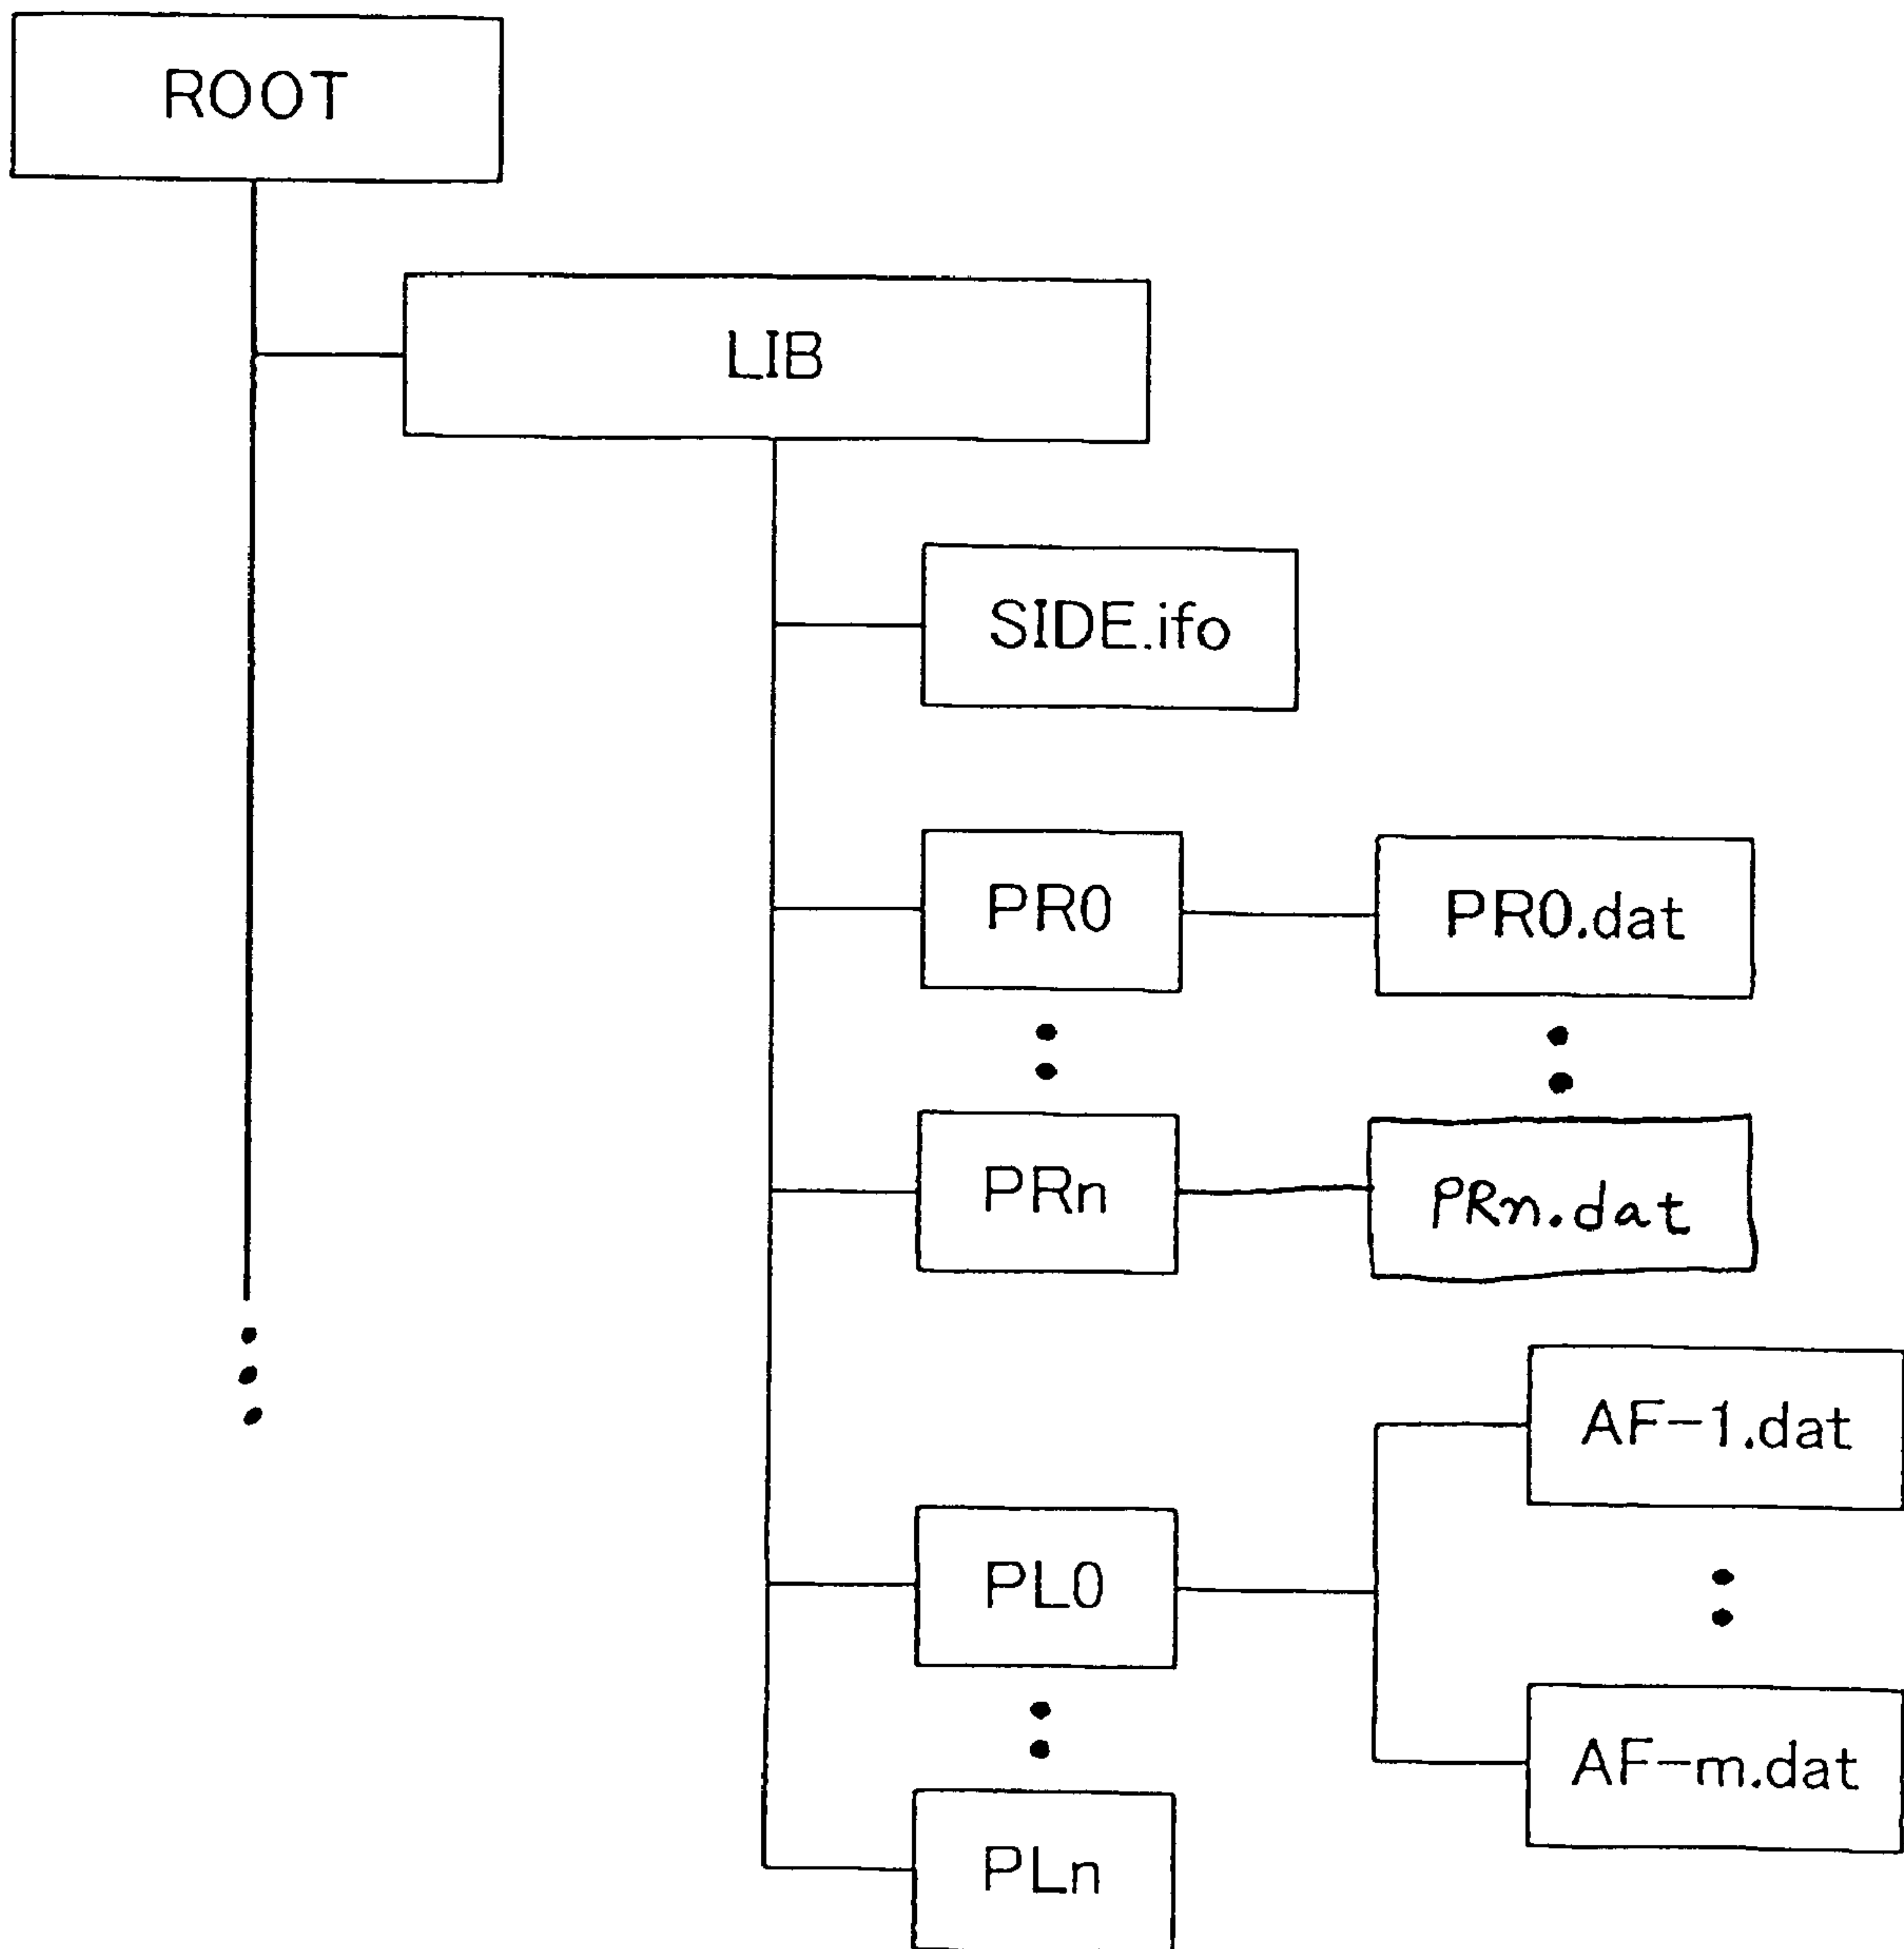 ROOT
LIB
SIDE.ifo
PR0
PR0.dat
PRn
PRn.dat
AF-1.dat
PL0
AF-m.dat
PLn